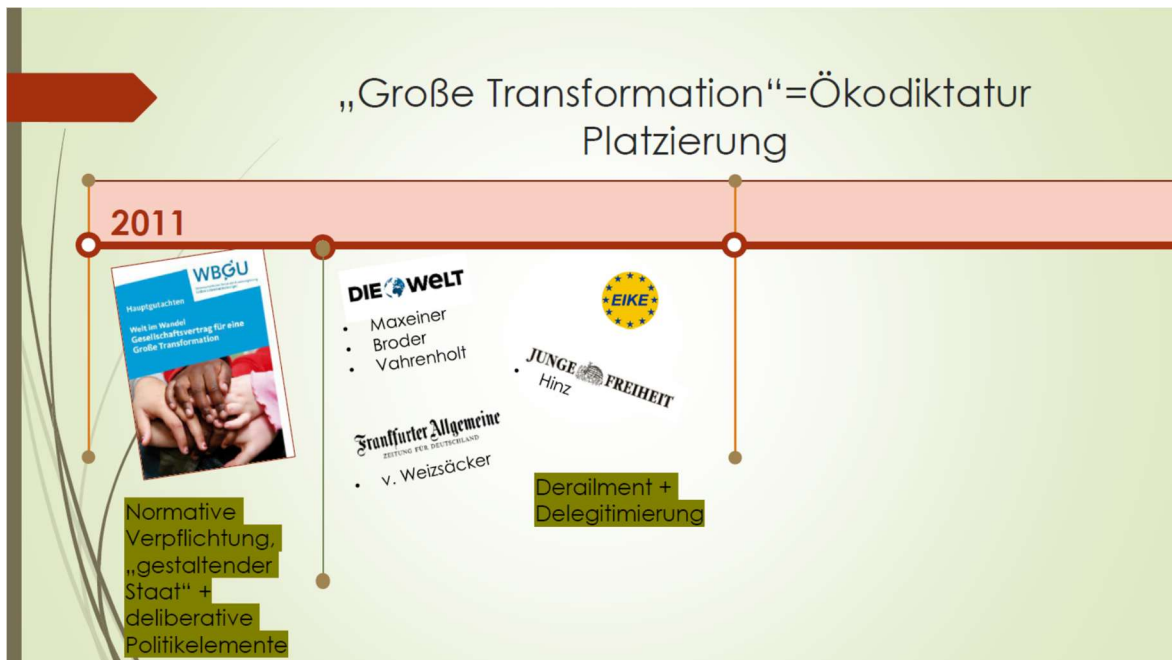 „Große Transformation“=Ökodiktatur
Platzierung
2011
WBGU
Hauptgutachten
Welt im Wandel
Gesellschaftsvertrag für eine
Große Transformation
Normative
Verpflichtung,
„gestaltender
Staat“ +
deliberative
Politikelemente
DIE WELT
• Maxeiner
• Broder
• Vahrenholt
Frankfurter Allgemeine
ZEITUNG FÜR DEUTSCHLAND
• v. Weizsäcker
EIKE
JUNGE FREIHEIT
• Hinz
Derailment +
Delegitimierung